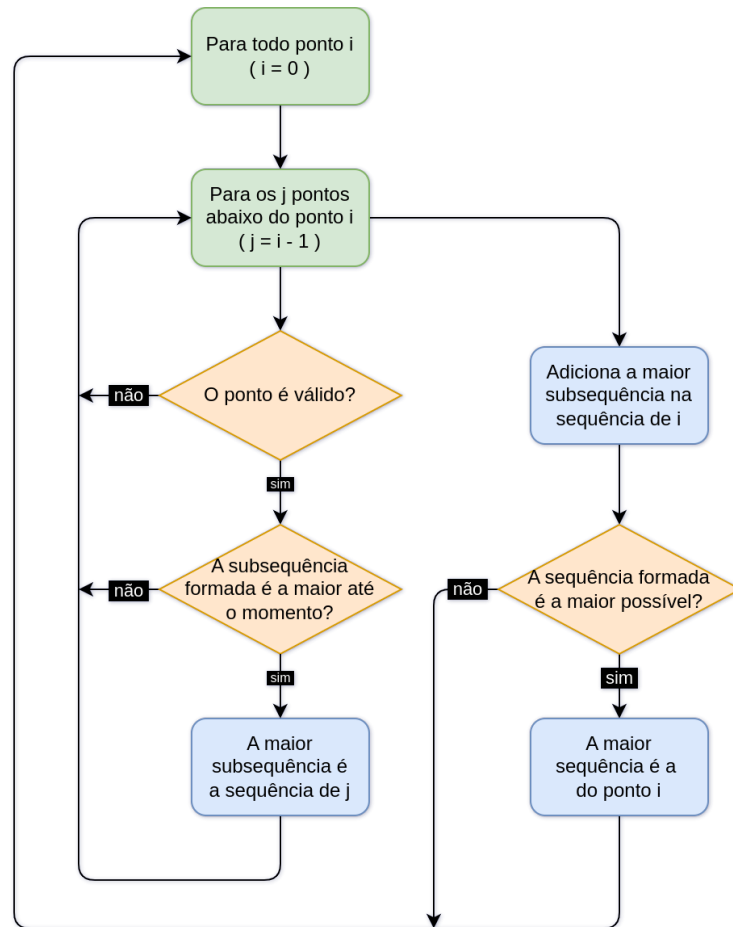 Para todo ponto i
( i = 0 )
Para os j pontos
abaixo do ponto i
( j = i - 1 )
O ponto é válido?
não
sim
A subsequência
formada é a maior até
o momento?
não
sim
A maior
subsequência é
a sequência de j
Adiciona a maior
subsequência na
sequência de i
A sequência formada
é a maior possível?
não
sim
A maior
sequência é a
do ponto i